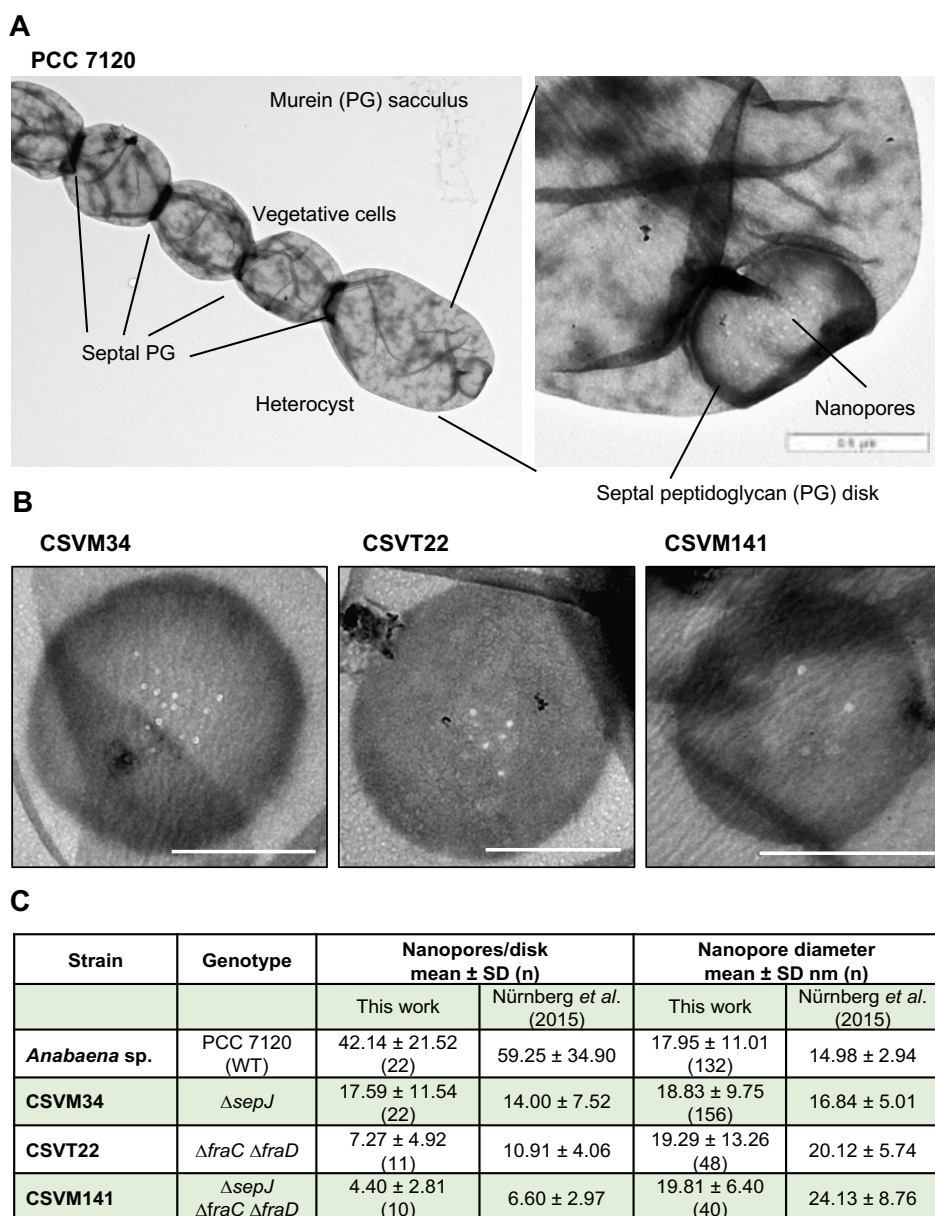 A
PCC 7120
Murein (PG) sacculus
Vegetative cells
Septal PG
Heterocyst
Nanopores
Septal peptidoglycan (PG) disk
B
CSVM34
CSVT22
CSVM141
C
Strain Genotype Nanopores/disk Nanopore diameter
mean ± SD (n) mean ± SD nm (n)
This work Nürnberg et al. This work Nürnberg et al.
(2015) (2015)
Anabaena sp. PCC 7120 42.14 ± 21.52 59.25 ± 34.90 17.95 ± 11.01 14.98 ± 2.94
(WT) (22) (132)
CSVM34 ΔsepJ 17.59 ± 11.54 14.00 ± 7.52 18.83 ± 9.75 16.84 ± 5.01
(22) (156)
CSVT22 ΔfraC ΔfraD 7.27 ± 4.92 10.91 ± 4.06 19.29 ± 13.26 20.12 ± 5.74
(11) (48)
CSVM141 ΔsepJ 4.40 ± 2.81 6.60 ± 2.97 19.81 ± 6.40 24.13 ± 8.76
ΔfraC ΔfraD (10) (40)